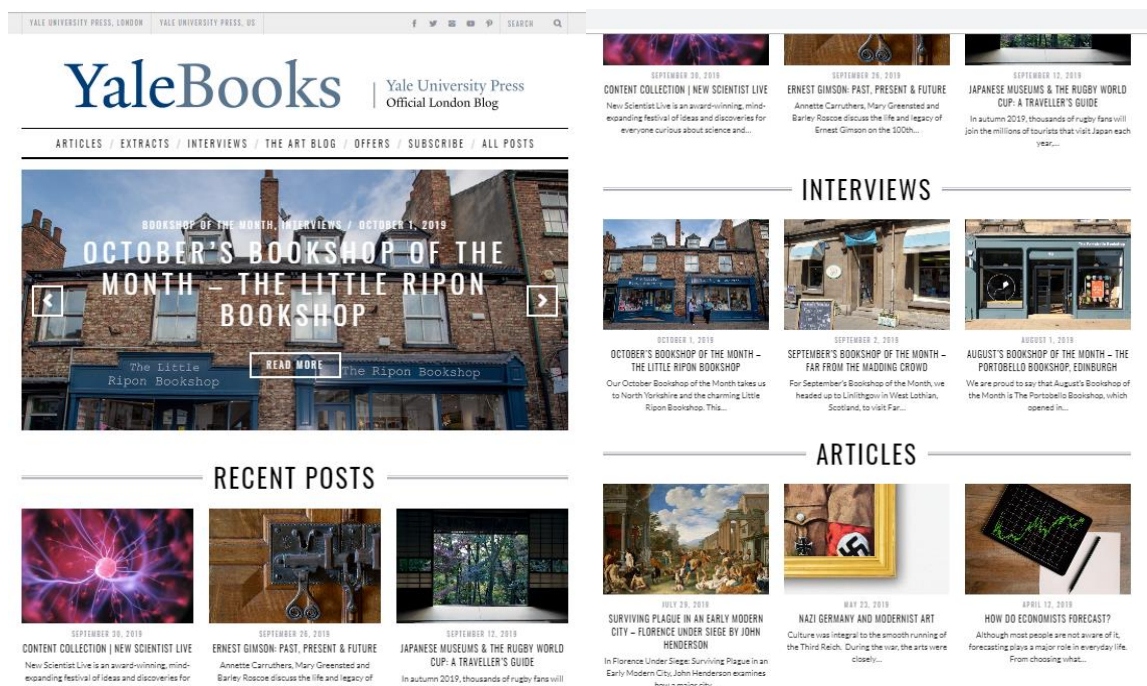 YALE UNIVERSITY PRESS, LONDON
YALE UNIVERSITY PRESS, US
SEARCH
YaleBooks
Yale University Press
Official London Blog
ARTICLES / EXTRACTS / INTERVIEWS / THE ART BLOG / OFFERS / SUBSCRIBE / ALL POSTS
BOOKSHOP OF THE MONTH, INTERVIEWS / OCTOBER 1, 2019
OCTOBER'S BOOKSHOP OF THE
MONTH – THE LITTLE RIPON
BOOKSHOP
READ MORE
The Little
Ripon Bookshop
The Ripon Bookshop
RECENT POSTS
SEPTEMBER 30, 2019
CONTENT COLLECTION | NEW SCIENTIST LIVE
New Scientist Live is an award-winning, mind-
expanding festival of ideas and discoveries for
SEPTEMBER 26, 2019
ERNEST GIMSON: PAST, PRESENT & FUTURE
Annette Carruthers, Mary Greensted and
Barley Roscoe discuss the life and legacy of
SEPTEMBER 12, 2019
JAPANESE MUSEUMS & THE RUGBY WORLD
CUP: A TRAVELLER'S GUIDE
In autumn 2019, thousands of rugby fans will
SEPTEMBER 30, 2019
CONTENT COLLECTION | NEW SCIENTIST LIVE
New Scientist Live is an award-winning, mind-
expanding festival of ideas and discoveries for
everyone curious about science and...
SEPTEMBER 26, 2019
ERNEST GIMSON: PAST, PRESENT & FUTURE
Annette Carruthers, Mary Greensted and
Barley Roscoe discuss the life and legacy of
Ernest Gimson on the 100th...
SEPTEMBER 12, 2019
JAPANESE MUSEUMS & THE RUGBY WORLD
CUP: A TRAVELLER'S GUIDE
In autumn 2019, thousands of rugby fans will
join the millions of tourists that visit Japan each
year,...
INTERVIEWS
OCTOBER 1, 2019
OCTOBER'S BOOKSHOP OF THE MONTH –
THE LITTLE RIPON BOOKSHOP
Our October Bookshop of the Month takes us
to North Yorkshire and the charming Little
Ripon Bookshop. This...
SEPTEMBER 2, 2019
SEPTEMBER'S BOOKSHOP OF THE MONTH –
FAR FROM THE MADDING CROWD
For September's Bookshop of the Month, we
headed up to Linlithgow in West Lothian,
Scotland, to visit Far...
AUGUST 1, 2019
AUGUST'S BOOKSHOP OF THE MONTH – THE
PORTOBELLO BOOKSHOP, EDINBURGH
We are proud to say that August's Bookshop of
the Month is The Portobello Bookshop, which
opened in...
ARTICLES
JULY 29, 2019
SURVIVING PLAGUE IN AN EARLY MODERN
CITY – FLORENCE UNDER SIEGE BY JOHN
HENDERSON
In Florence Under Siege: Surviving Plague in an
Early Modern City, John Henderson examines
how a major city
MAY 23, 2019
NAZI GERMANY AND MODERNIST ART
Culture was integral to the smooth running of
the Third Reich. During the war, the arts were
closely...
APRIL 12, 2019
HOW DO ECONOMISTS FORECAST?
Although most people are not aware of it,
forecasting plays a major role in everyday life.
From choosing what...